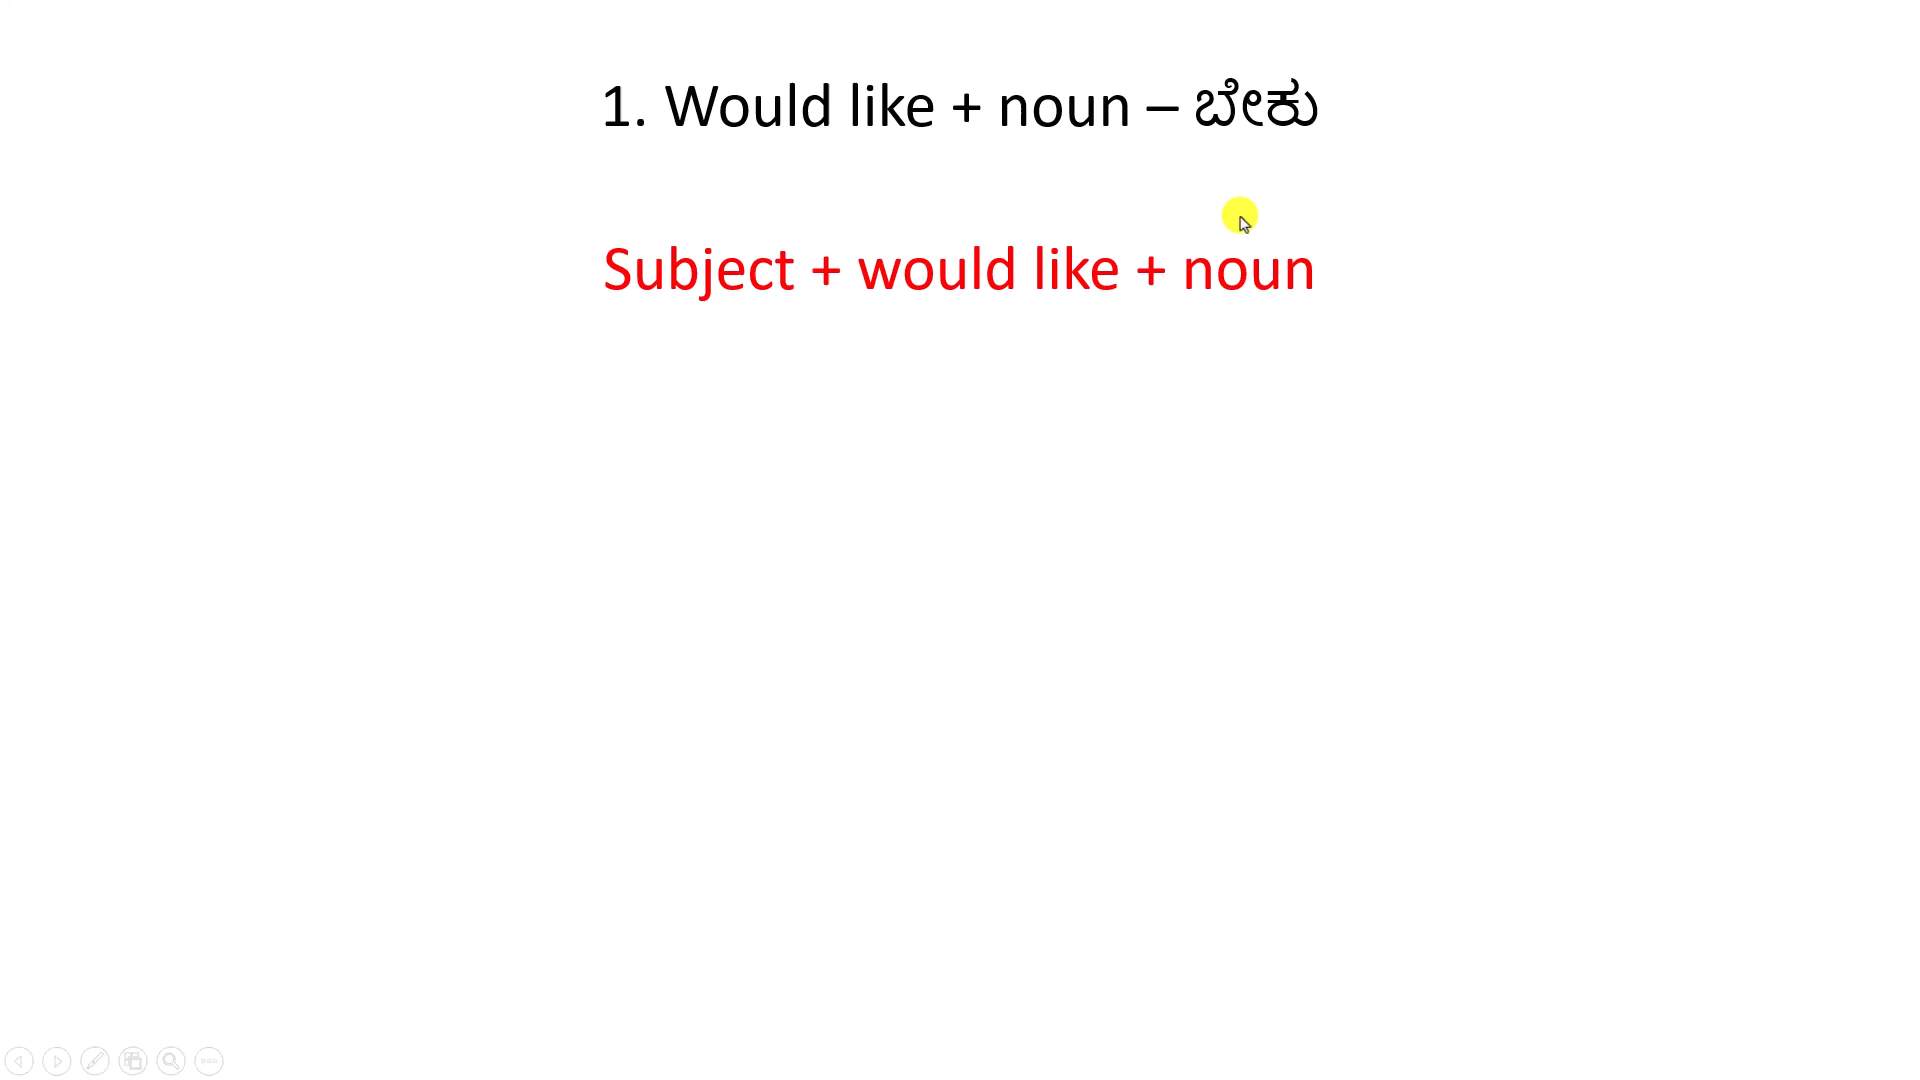 1. Would like + noun – ಬೇಕು
Subject + would like + noun